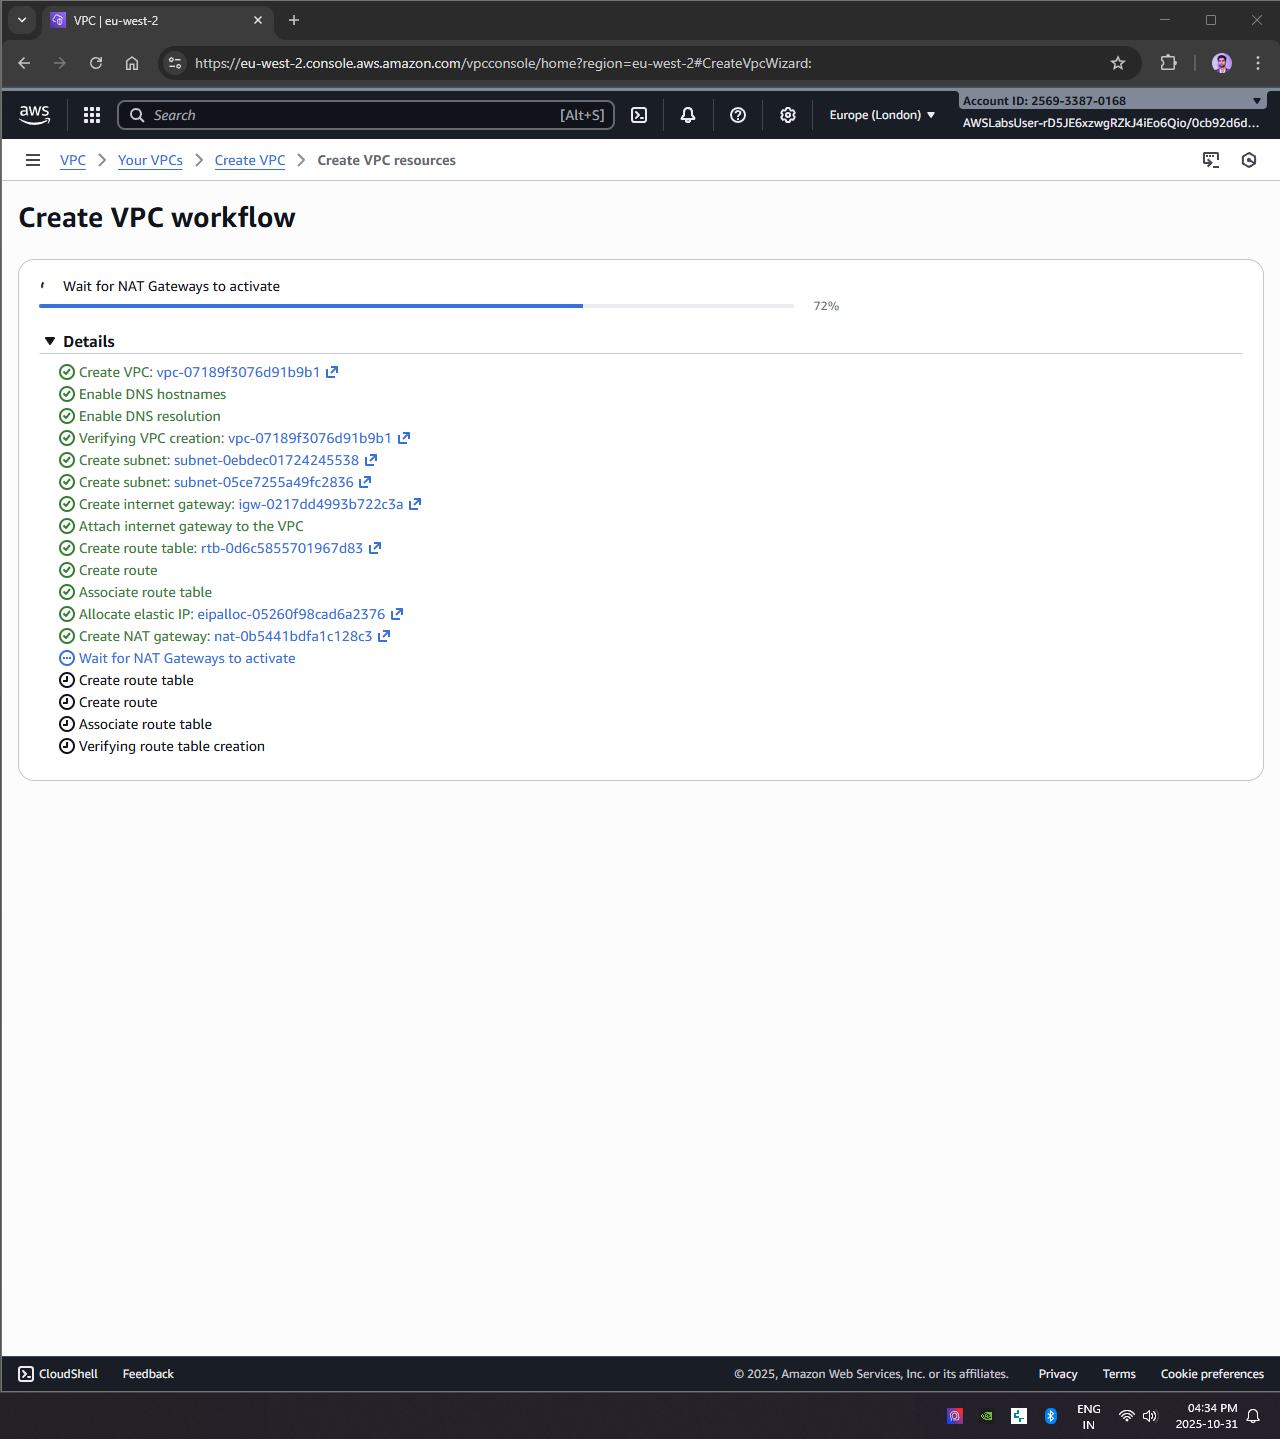 VPC | eu-west-2
https://eu-west-2.console.aws.amazon.com/vpcconsole/home?region=eu-west-2#CreateVpcWizard:
aws
Search
[Alt+S]
Europe (London)
Account ID: 2569-3387-0168
AWSLabsUser-rD5JE6xzwgRZkJ4iEo6Qio/0cb92d6d...
VPC
Your VPCs
Create VPC
Create VPC resources
Create VPC workflow
Wait for NAT Gateways to activate
72%
Details
Create VPC: vpc-07189f3076d91b9b1
Enable DNS hostnames
Enable DNS resolution
Verifying VPC creation: vpc-07189f3076d91b9b1
Create subnet: subnet-0ebdec01724245538
Create subnet: subnet-05ce7255a49fc2836
Create internet gateway: igw-0217dd4993b722c3a
Attach internet gateway to the VPC
Create route table: rtb-0d6c5855701967d83
Create route
Associate route table
Allocate elastic IP: eipalloc-05260f98cad6a2376
Create NAT gateway: nat-0b5441bdfa1c128c3
Wait for NAT Gateways to activate
Create route table
Create route
Associate route table
Verifying route table creation
CloudShell
Feedback
© 2025, Amazon Web Services, Inc. or its affiliates.
Privacy
Terms
Cookie preferences
ENG
IN
04:34 PM
2025-10-31